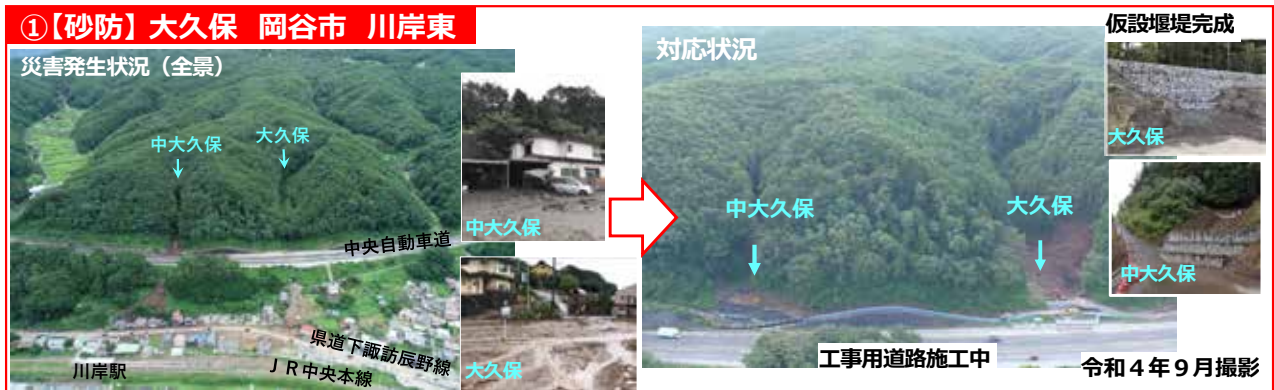 ①【砂防】大久保 岡谷市 川岸東
災害発生状況（全景）
中大久保
大久保
中央自動車道
県道下諏訪辰野線
ＪＲ中央本線
川岸駅
中大久保
大久保
対応状況
中大久保
大久保
工事用道路施工中
仮設堰堤完成
大久保
中大久保
令和４年９月撮影